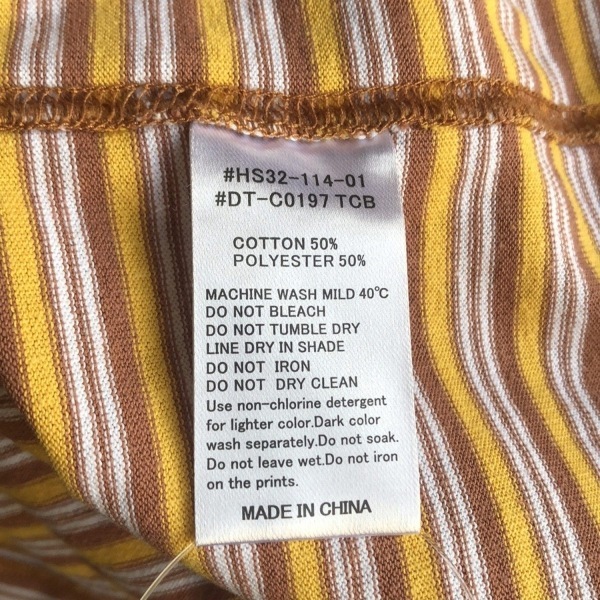 #HS32-114-01
#DT-C0197 TCB
COTTON 50%
POLYESTER 50%
MACHINE WASH MILD 40℃
DO NOT BLEACH
DO NOT TUMBLE DRY
LINE DRY IN SHADE
DO NOT IRON
DO NOT DRY CLEAN
Use non-chlorine detergent
for lighter color.Dark color
wash separately.Do not soak.
Do not leave wet.Do not iron
on the prints.
MADE IN CHINA